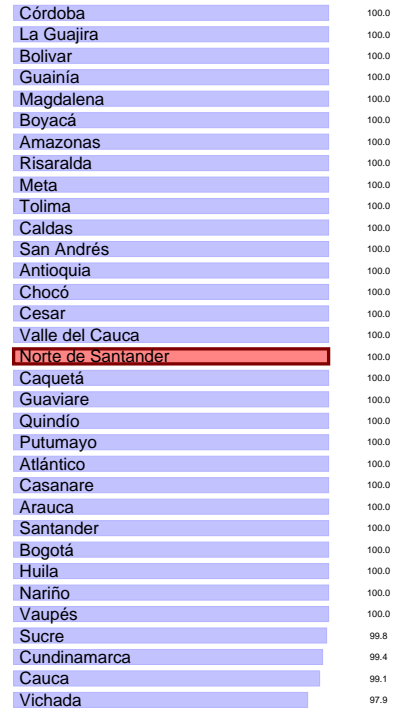 Córdoba 100.0
La Guajira 100.0
Bolivar 100.0
Guainía 100.0
Magdalena 100.0
Boyacá 100.0
Amazonas 100.0
Risaralda 100.0
Meta 100.0
Tolima 100.0
Caldas 100.0
San Andrés 100.0
Antioquia 100.0
Chocó 100.0
Cesar 100.0
Valle del Cauca 100.0
Norte de Santander 100.0
Caquetá 100.0
Guaviare 100.0
Quindío 100.0
Putumayo 100.0
Atlántico 100.0
Casanare 100.0
Arauca 100.0
Santander 100.0
Bogotá 100.0
Huila 100.0
Nariño 100.0
Vaupés 100.0
Sucre 99.8
Cundinamarca 99.4
Cauca 99.1
Vichada 97.9